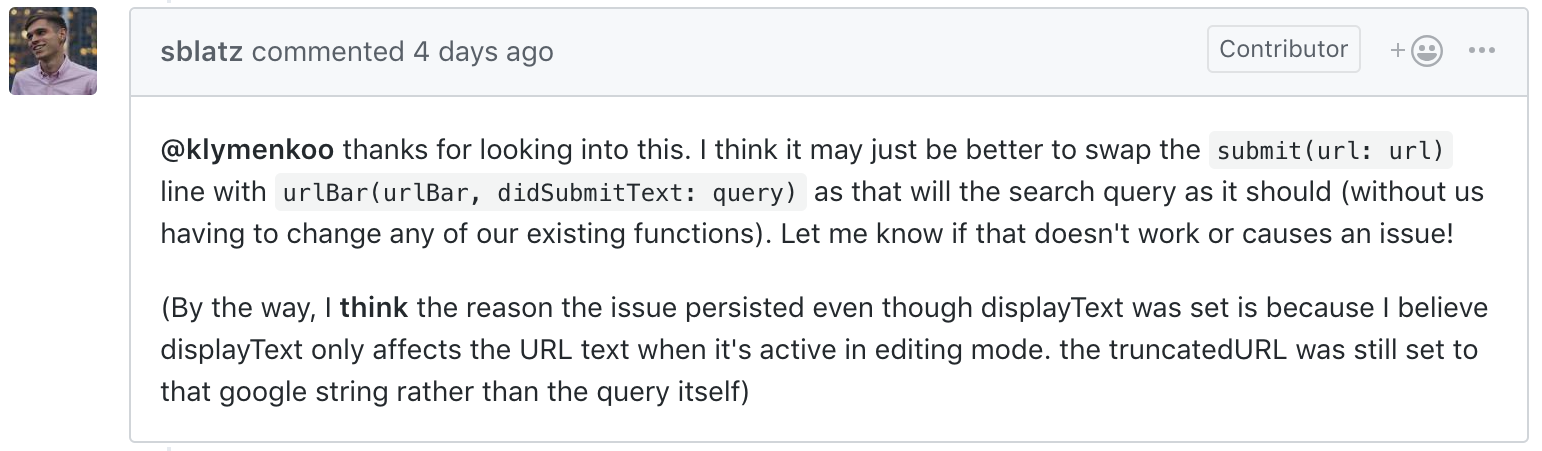 sblatz commented 4 days ago
Contributor
@klymenkoo thanks for looking into this. I think it may just be better to swap the submit(url: url)
line with urlBar(urlBar, didSubmitText: query) as that will the search query as it should (without us
having to change any of our existing functions). Let me know if that doesn't work or causes an issue!
(By the way, I think the reason the issue persisted even though displayText was set is because I believe
displayText only affects the URL text when it's active in editing mode. the truncatedURL was still set to
that google string rather than the query itself)